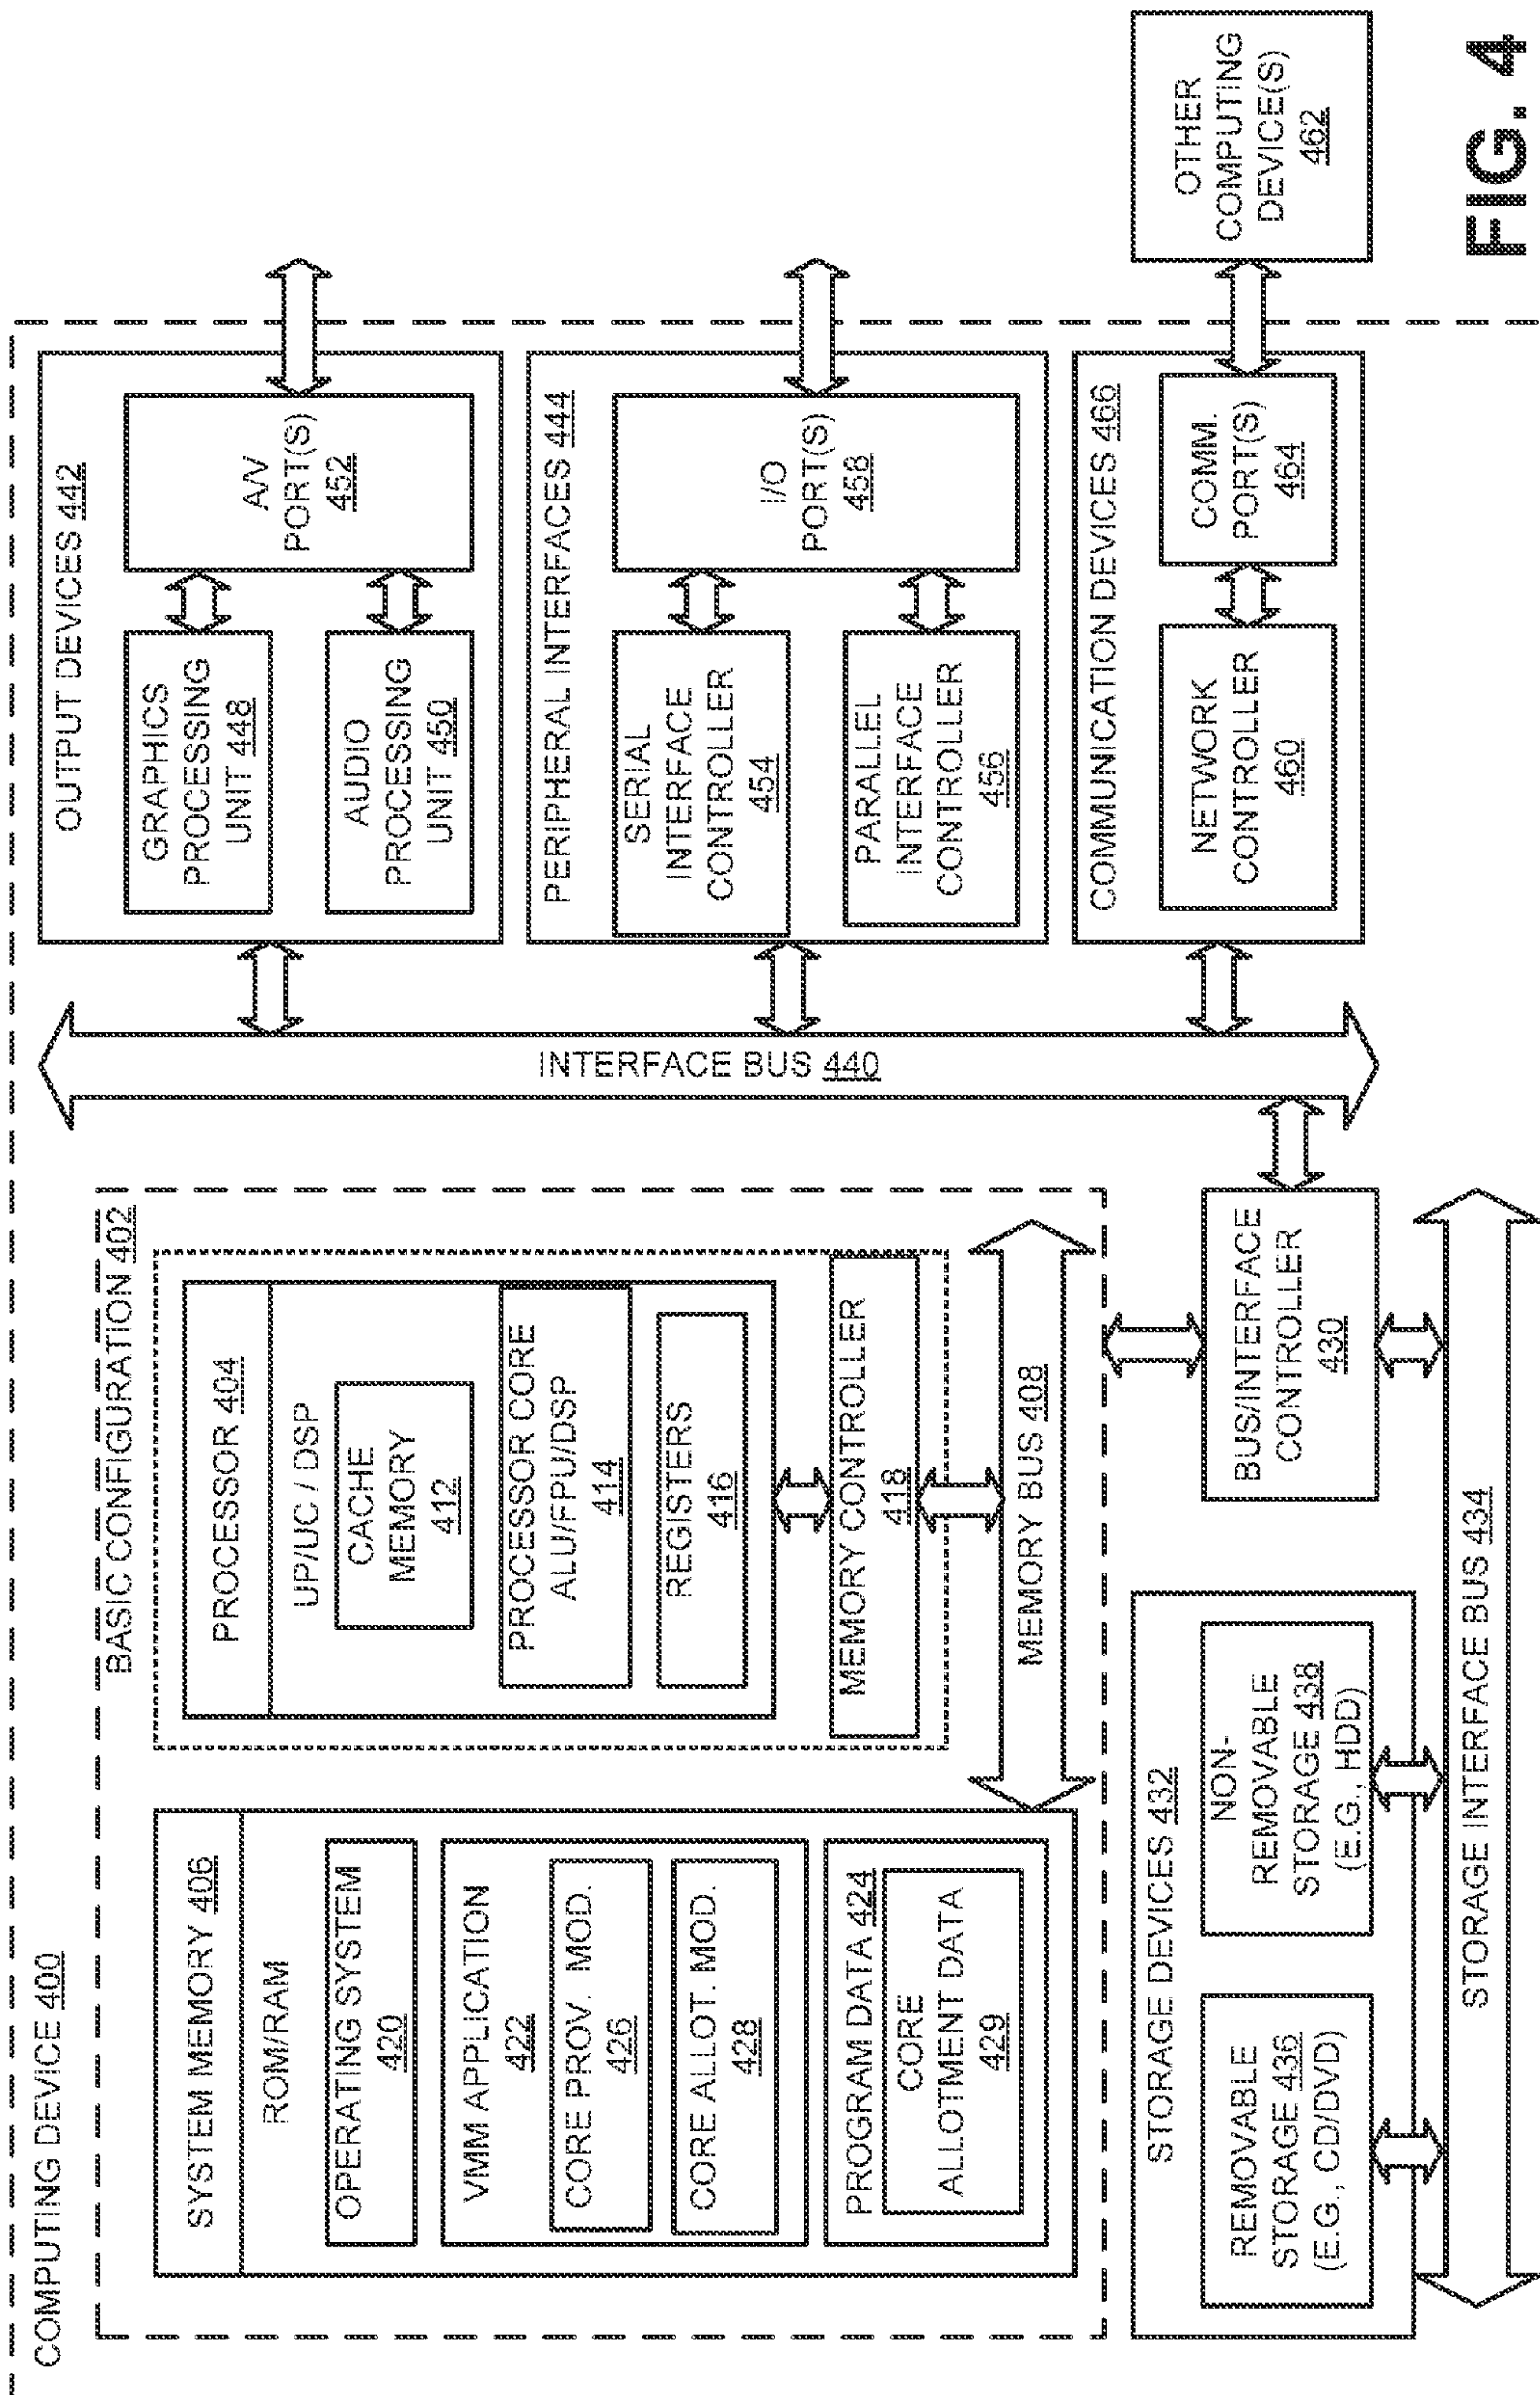 COMPUTING DEVICE 400
BASIC CONFIGURATION 402
SYSTEM MEMORY 406
ROM/RAM
OPERATING SYSTEM
420
VMM APPLICATION
422
CORE PROV. MOD.
426
CORE ALLOT. MOD.
428
PROGRAM DATA 424
CORE
ALLOTMENT DATA
429
PROCESSOR 404
UP/UC / DSP
CACHE
MEMORY
412
PROCESSOR CORE
ALU/FPU/DSP
414
REGISTERS
416
MEMORY CONTROLLER
418
MEMORY BUS 408
BUS/INTERFACE
CONTROLLER
430
STORAGE DEVICES 432
REMOVABLE
STORAGE 436
(E.G., CD/DVD)
NON-
REMOVABLE
STORAGE 438
(E.G., HDD)
STORAGE INTERFACE BUS 434
INTERFACE BUS 440
OUTPUT DEVICES 442
GRAPHICS
PROCESSING
UNIT 448
AUDIO
PROCESSING
UNIT 450
A/V
PORT(S)
452
PERIPHERAL INTERFACES 444
SERIAL
INTERFACE
CONTROLLER
454
PARALLEL
INTERFACE
CONTROLLER
456
I/O
PORT(S)
458
COMMUNICATION DEVICES 466
NETWORK
CONTROLLER
460
COMM.
PORT(S)
464
OTHER
COMPUTING
DEVICE(S)
462
FIG. 4